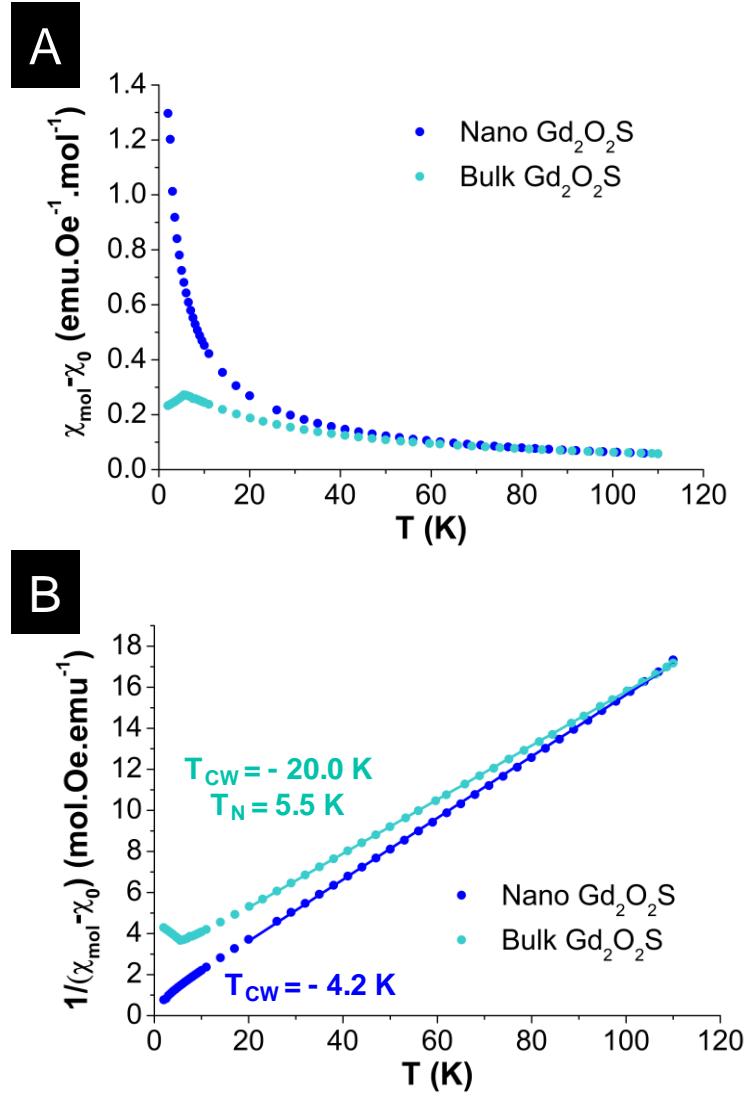 A
χmol-χ0 (emu.Oe-1.mol-1)
1.4
1.2
1.0
0.8
0.6
0.4
0.2
0.0
Nano Gd2O2S
Bulk Gd2O2S
0 20 40 60 80 100 120
T (K)
B
1/(χmol-χ0) (mol.Oe.emu-1)
18
16
14
12
10
8
6
4
2
0
TCW = - 20.0 K
TN = 5.5 K
Nano Gd2O2S
Bulk Gd2O2S
TCW = - 4.2 K
0 20 40 60 80 100 120
T (K)